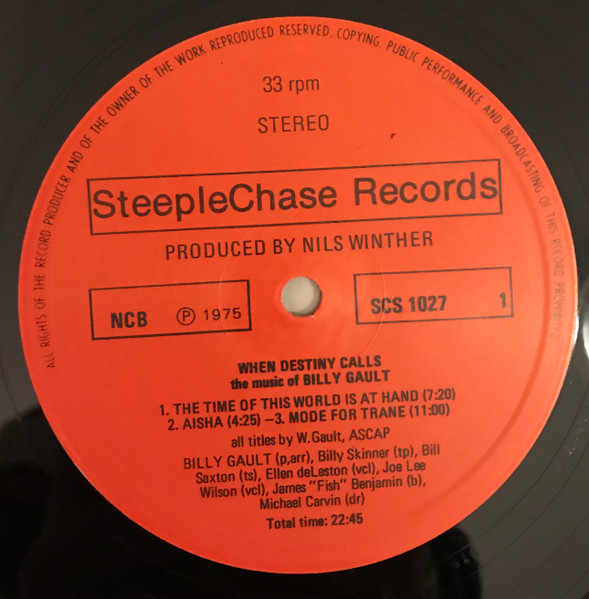 ALL RIGHTS OF THE RECORD PRODUCER AND OF THE OWNER OF THE WORK REPRODUCED RESERVED. COPYING, PUBLIC PERFORMANCE AND BROADCASTING OF THIS RECORD PROHIBITED
33 rpm
STEREO
SteepleChase Records
PRODUCED BY NILS WINTHER
NCB ℗ 1975
SCS 1027 1
WHEN DESTINY CALLS
the music of BILLY GAULT
1. THE TIME OF THIS WORLD IS AT HAND (7:20)
2. AISHA (4:25) –3. MODE FOR TRANE (11:00)
all titles by W.Gault, ASCAP
BILLY GAULT (p,arr), Billy Skinner (tp), Bill
Saxton (ts), Ellen deLeston (vcl), Joe Lee
Wilson (vcl), James "Fish" Benjamin (b),
Michael Carvin (dr)
Total time: 22:45